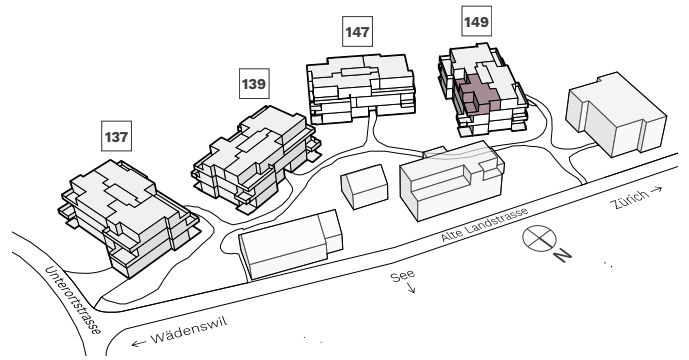 149
147
139
137
Zürich →
Alte Landstrasse
N
See
↓
Unterortstrasse
← Wädenswil